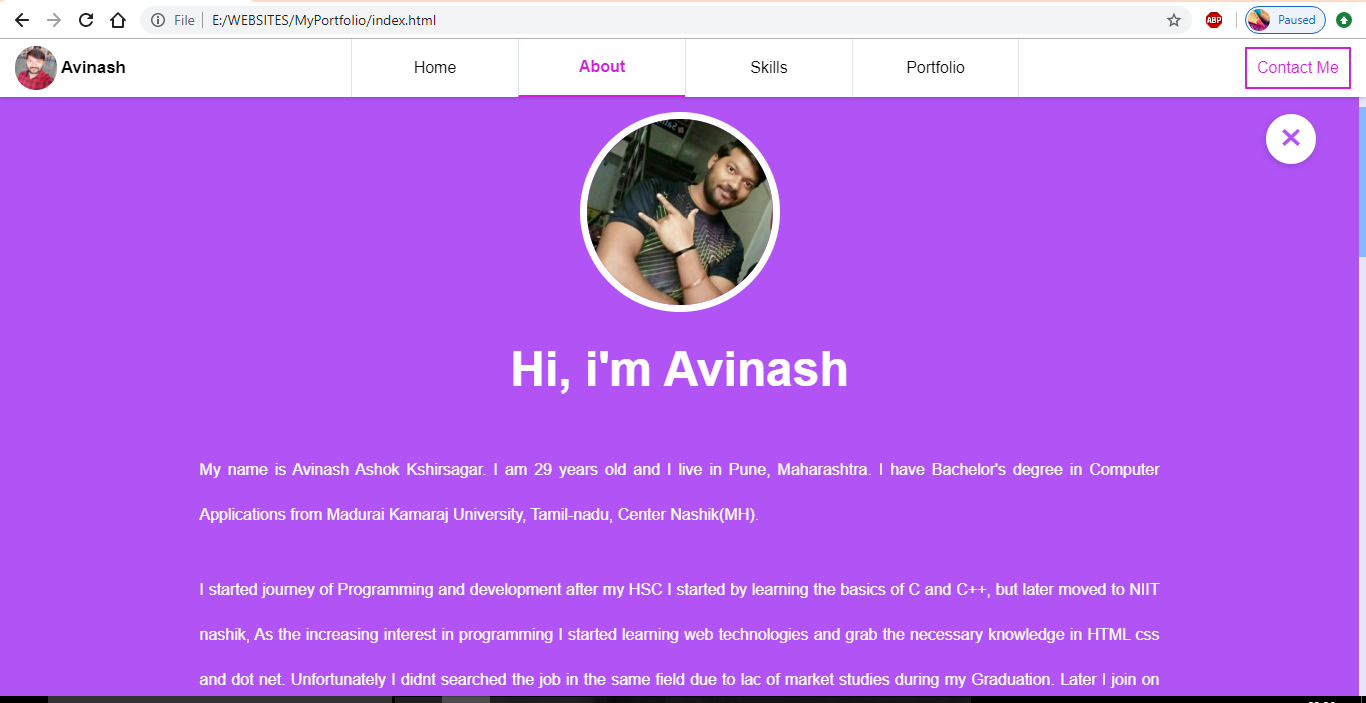 File E:/WEBSITES/MyPortfolio/index.html ABP Paused
Avinash Home About Skills Portfolio Contact Me
Hi, i'm Avinash
My name is Avinash Ashok Kshirsagar. I am 29 years old and I live in Pune, Maharashtra. I have Bachelor's degree in Computer
Applications from Madurai Kamaraj University, Tamil-nadu, Center Nashik(MH).
I started journey of Programming and development after my HSC I started by learning the basics of C and C++, but later moved to NIIT
nashik, As the increasing interest in programming I started learning web technologies and grab the necessary knowledge in HTML css
and dot net. Unfortunately I didnt searched the job in the same field due to lac of market studies during my Graduation. Later I join on